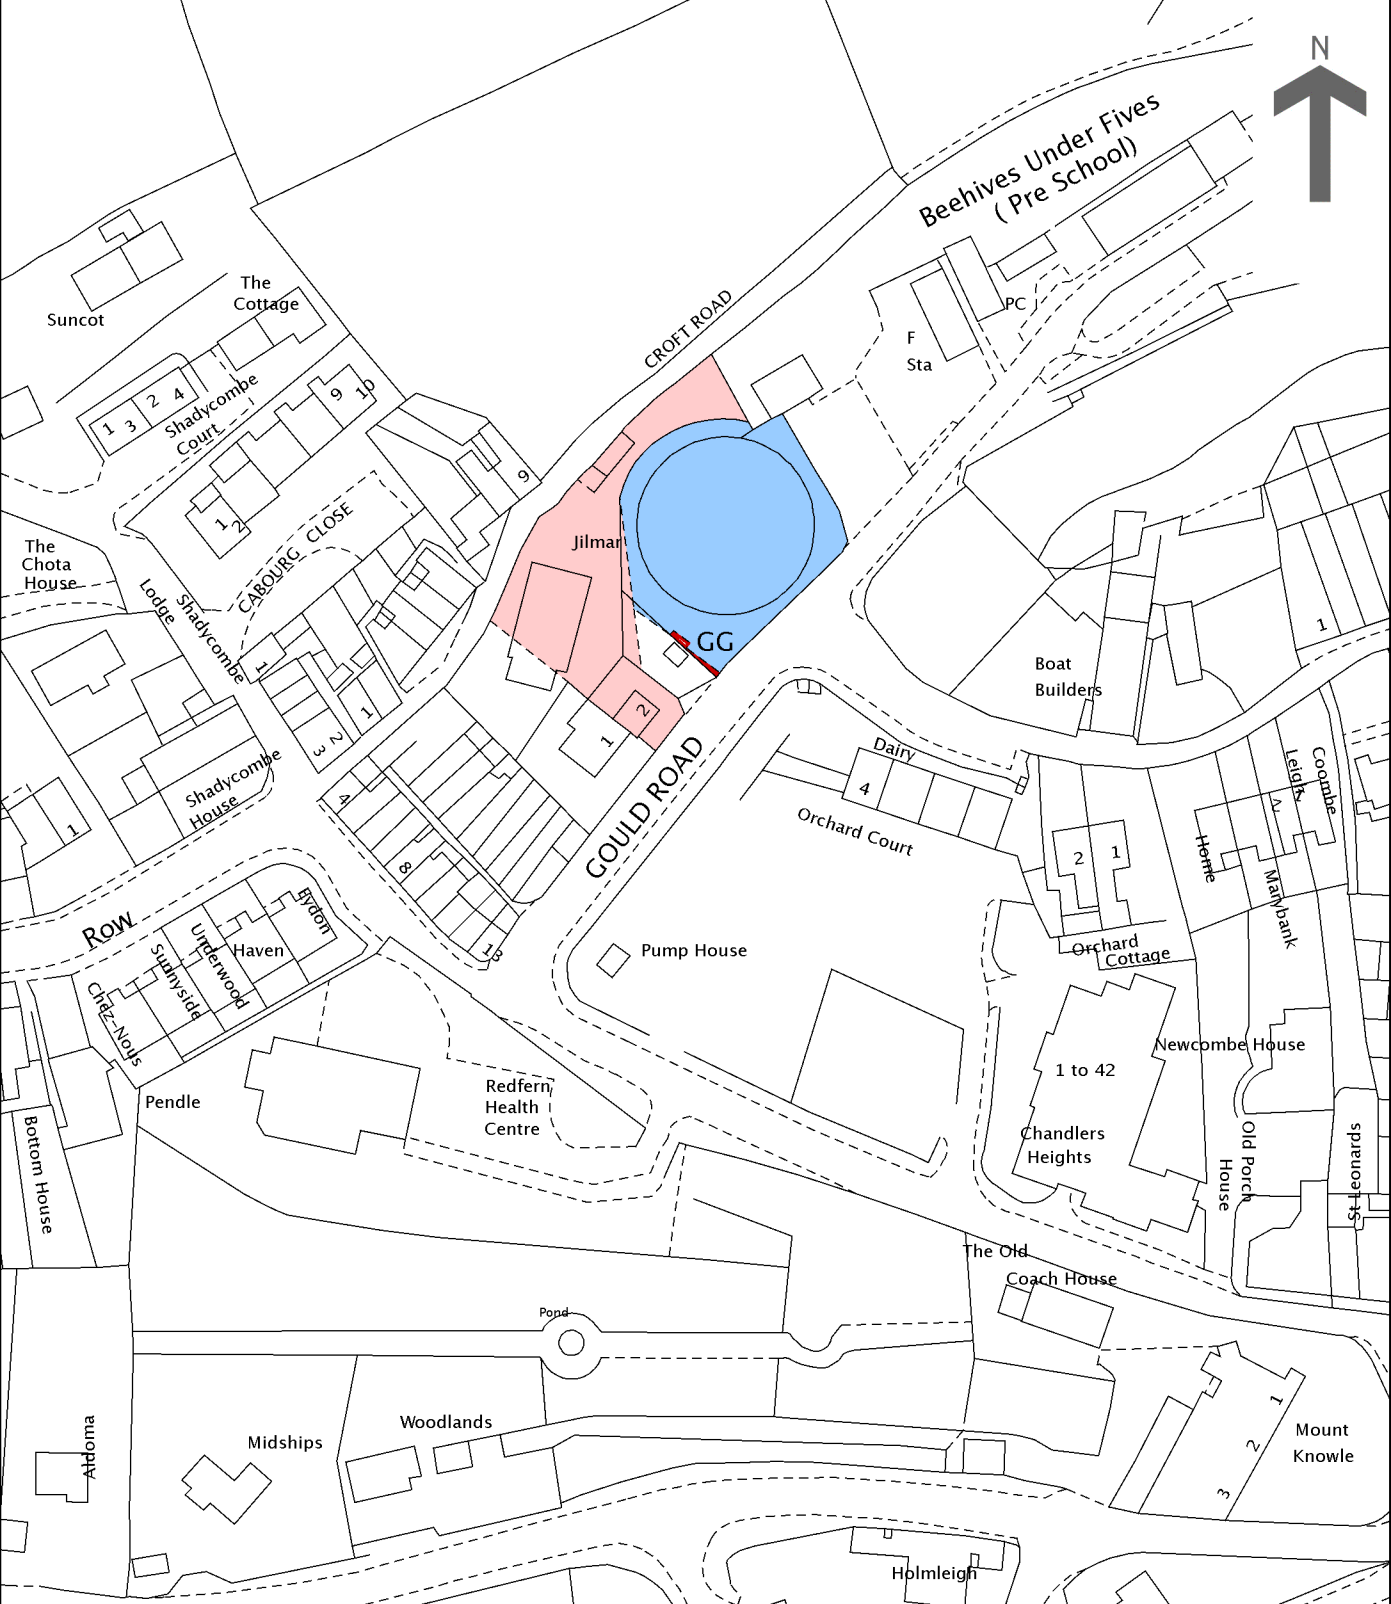 N
Beehives Under Fives
( Pre School)
The
Cottage
Suncot
CROFT ROAD
PC
F
Sta
9
10
2
4
1
3
Shadycombe
Court
9
1
2
CABOURG CLOSE
Jilmar
The
Chota
House
Lodge
Shadycombe
GG
1
1
Boat
Builders
2
1
1
2
3
Dairy
4
Orchard Court
Shadycombe
House
GOULD ROAD
4
8
13
1
Coombe
Leigh
Home
Marybank
2
1
Row
Eydon
Haven
Underwood
Sunnyside
Chez-Nous
Pump House
Orchard
Cottage
Newcombe House
1 to 42
Redfern
Health
Centre
Pendle
Bottom House
Chandlers
Heights
Old Porch
House
St Leonards
The Old
Coach House
Pond
Woodlands
Midships
Aldoma
1
2
3
Mount
Knowle
Holmleigh